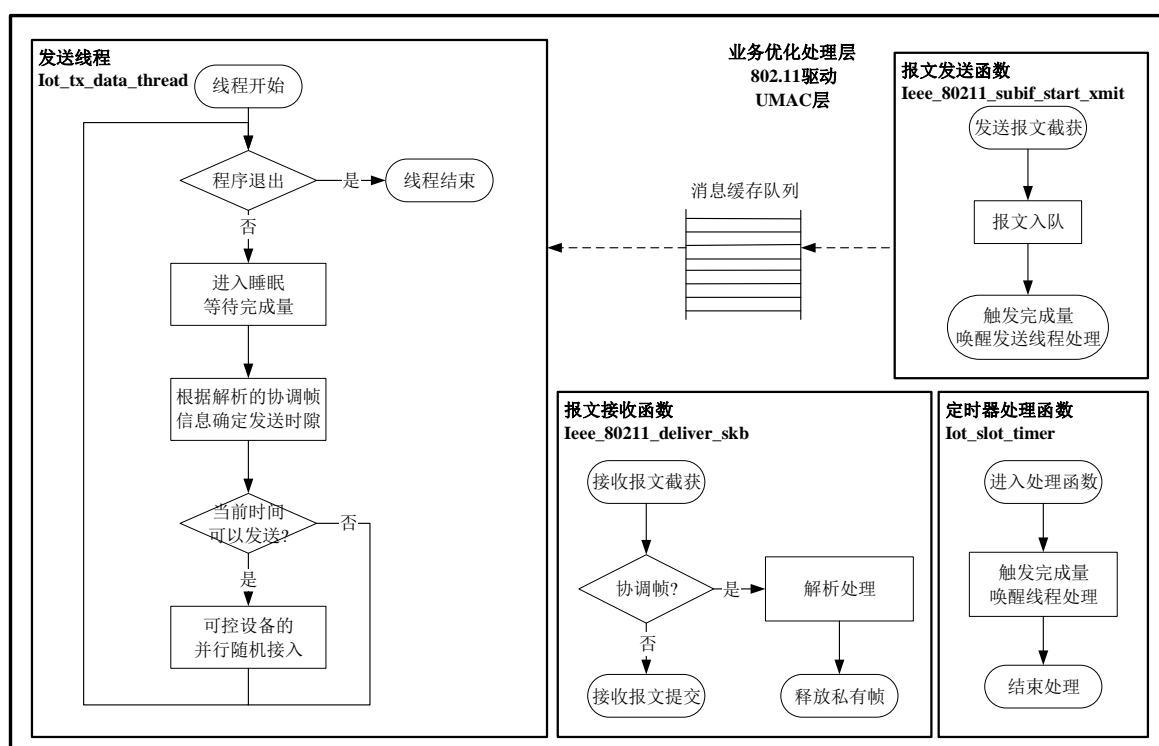 发送线程
Iot_tx_data_thread
线程开始
程序退出
是
线程结束
否
进入睡眠
等待完成量
根据解析的协调帧
信息确定发送时隙
当前时间
可以发送?
否
是
可控设备的
并行随机接入
业务优化处理层
802.11驱动
UMAC层
消息缓存队列
报文发送函数
Ieee_80211_subif_start_xmit
发送报文截获
报文入队
触发完成量
唤醒发送线程处理
报文接收函数
Ieee_80211_deliver_skb
接收报文截获
协调帧?
是
解析处理
否
接收报文提交
释放私有帧
定时器处理函数
Iot_slot_timer
进入处理函数
触发完成量
唤醒线程处理
结束处理